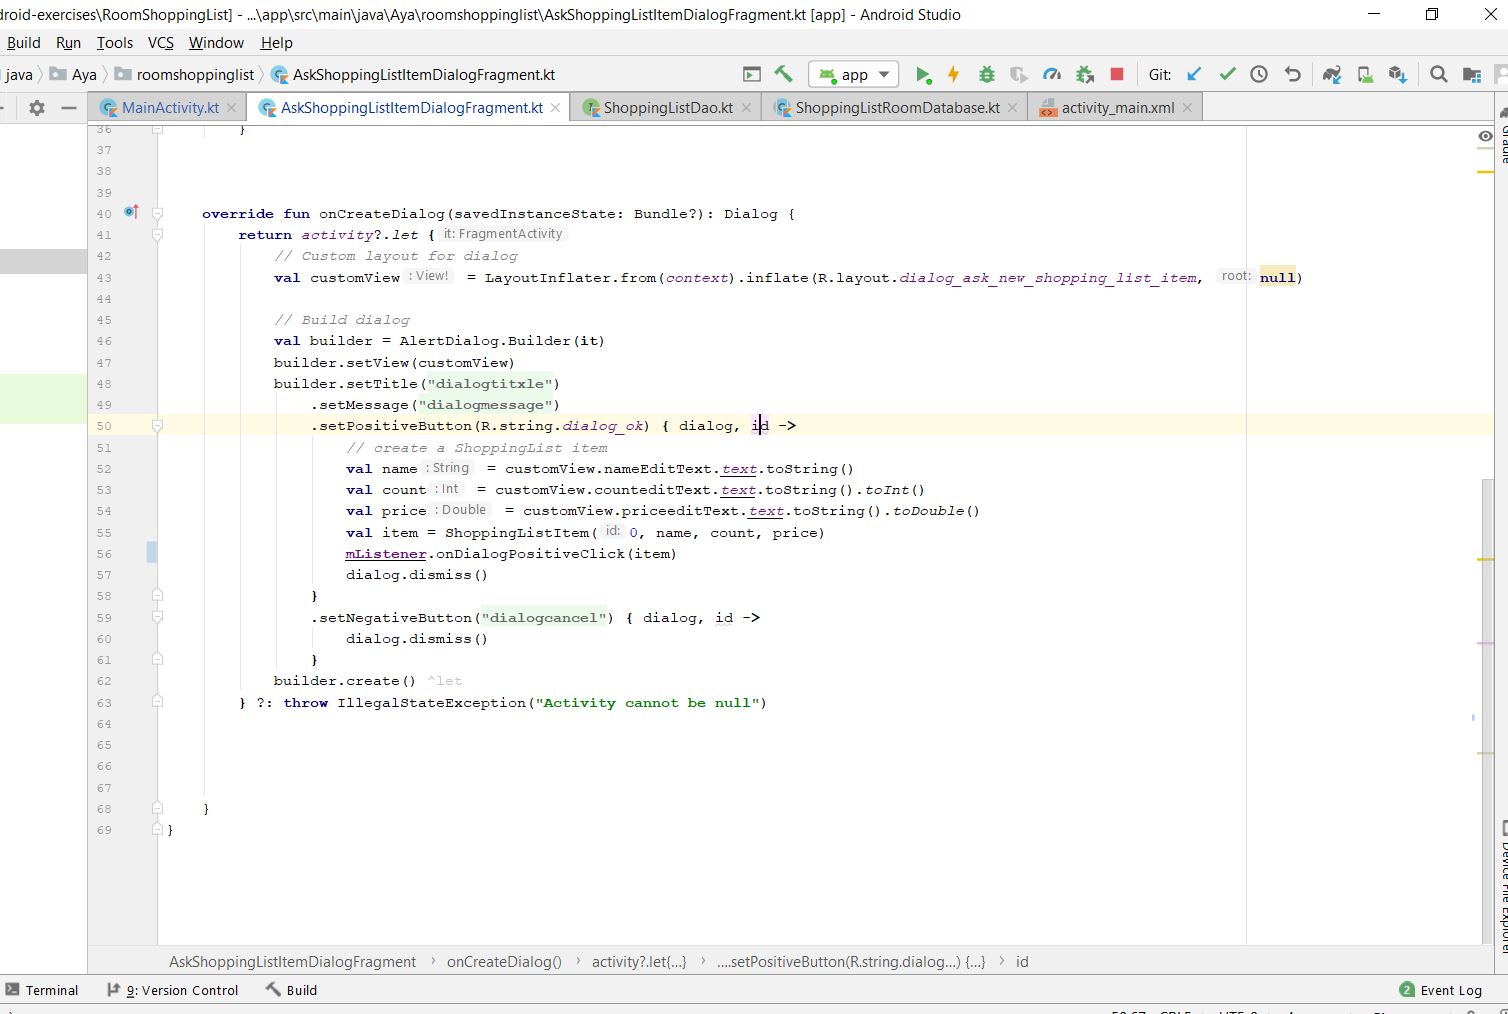 roid-exercises\RoomShoppingList] - ...\app\src\main\java\Aya\roomshoppinglist\AskShoppingListItemDialogFragment.kt [app] - Android Studio
Build Run Tools VCS Window Help
java Aya roomshoppinglist AskShoppingListItemDialogFragment.kt app Git:
MainActivity.kt AskShoppingListItemDialogFragment.kt ShoppingListDao.kt ShoppingListRoomDatabase.kt activity_main.xml
Gradle
36 }
37
38
39
40 override fun onCreateDialog(savedInstanceState: Bundle?): Dialog {
41 return activity?.let { it: FragmentActivity
42 // Custom layout for dialog
43 val customView : View! = LayoutInflater.from(context).inflate(R.layout.dialog_ask_new_shopping_list_item, root: null)
44
45 // Build dialog
46 val builder = AlertDialog.Builder(it)
47 builder.setView(customView)
48 builder.setTitle("dialogtitxle")
49 .setMessage("dialogmessage")
50 .setPositiveButton(R.string.dialog_ok) { dialog, id ->
51 // create a ShoppingList item
52 val name : String = customView.nameEditText.text.toString()
53 val count : Int = customView.counteditText.text.toString().toInt()
54 val price : Double = customView.priceeditText.text.toString().toDouble()
55 val item = ShoppingListItem( id: 0, name, count, price)
56 mListener.onDialogPositiveClick(item)
57 dialog.dismiss()
58 }
59 .setNegativeButton("dialogcancel") { dialog, id ->
60 dialog.dismiss()
61 }
62 builder.create() ^let
63 } ?: throw IllegalStateException("Activity cannot be null")
64
65
66
67
68 }
69 }
Device File Explorer
AskShoppingListItemDialogFragment › onCreateDialog() › activity?.let{...} › ....setPositiveButton(R.string.dialog...) {...} › id
Terminal 9: Version Control Build 2 Event Log